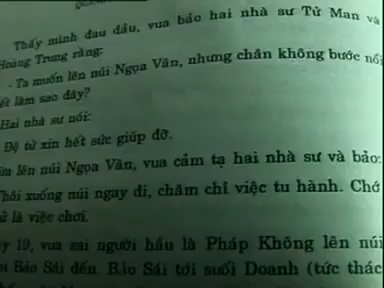 Thấy mình đau đầu, vua bảo hai nhà sư Tử Man và
Hoàng Trung rằng:
- Ta muốn lên núi Ngọa Vân, nhưng chân không bước nổi
làm sao đây?
Hai nhà sư nói:
Đệ tử xin hết sức giúp đỡ.
lên núi Ngọa Vân, vua cảm tạ hai nhà sư và bảo:
xuống núi ngay đi, chăm chỉ việc tu hành. Chớ
là việc chơi.
19, vua sai người hầu là Pháp Không lên núi
Bảo Sái đến. Bảo Sái tới suối Doanh (tức thác